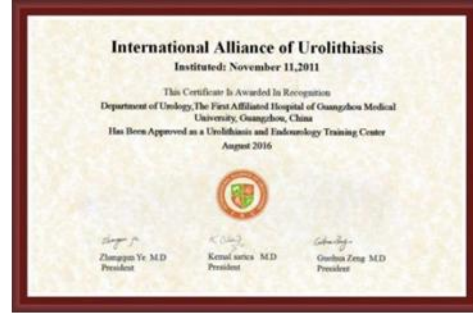 International Alliance of Urolithiasis
Instituted: November 11,2011
This Certificate Is Awarded In Recognition
Department of Urology,The First Affiliated Hospital of Guangzhou Medical
University, Guangzhou, China
Has Been Approved as a Urolithiasis and Endourology Training Center
August 2016
Zhangqun Ye M.D
Kemal sarica M.D
Guohua Zeng M.D
President
President
President